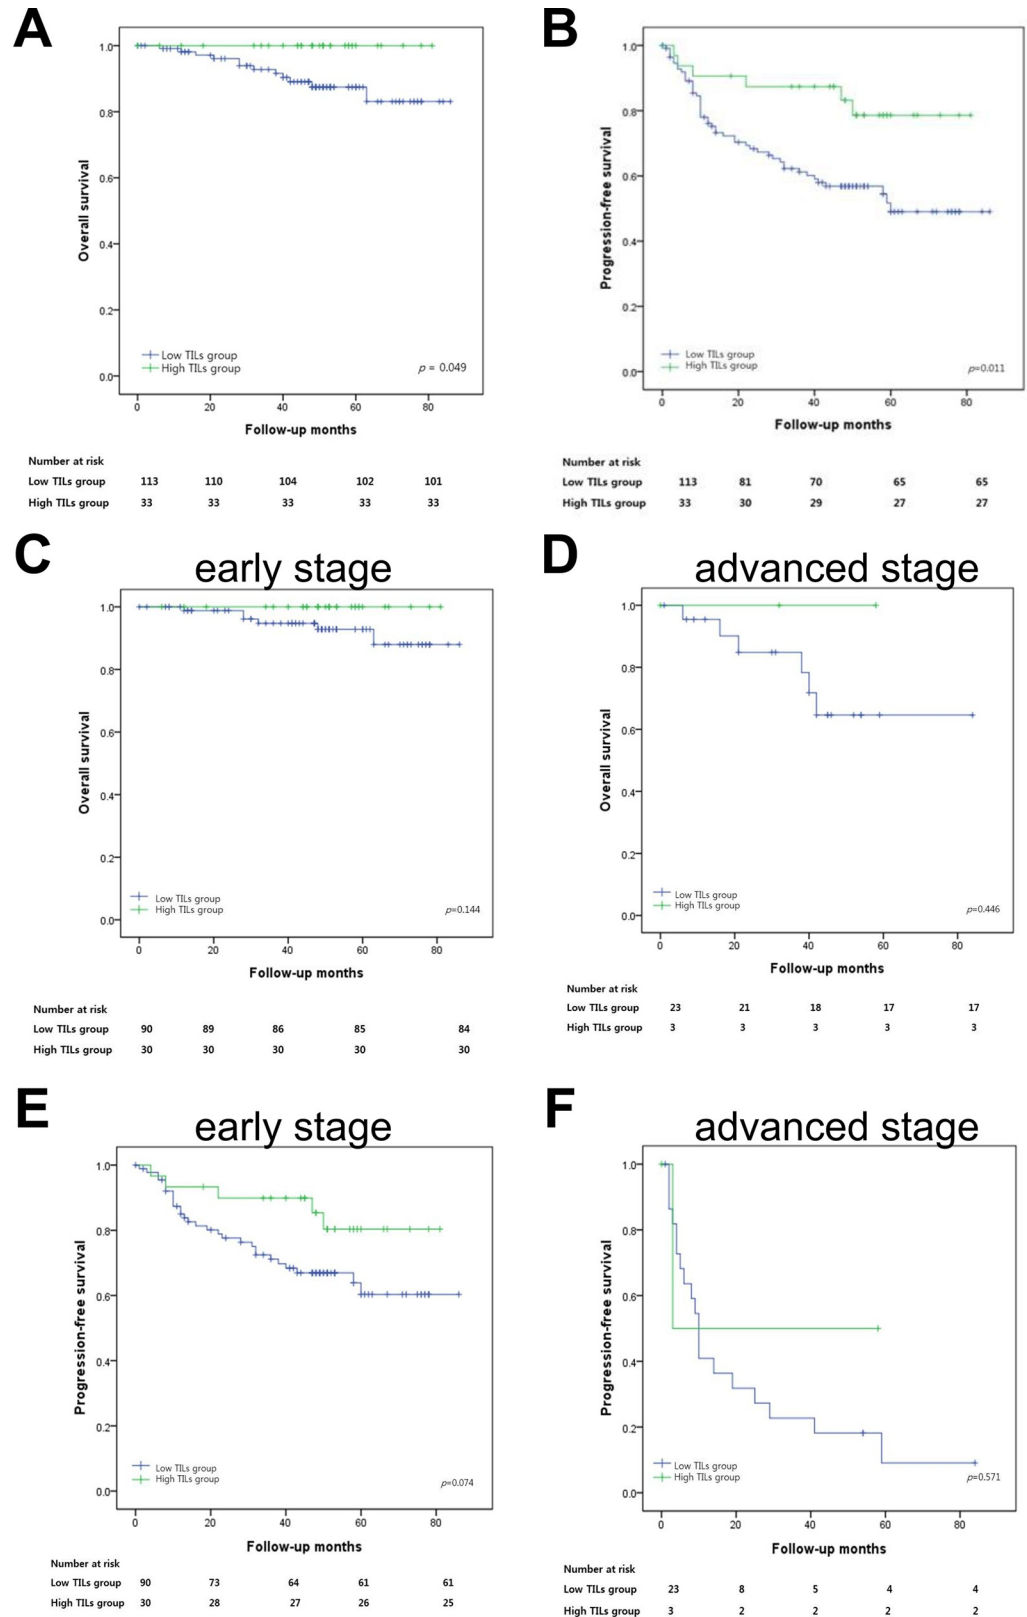 A
Overall survival
1.0
0.8
0.6
0.4
0.2
0.0
Low TILs group
High TILs group
p = 0.049
0 20 40 60 80
Follow-up months
Number at risk
Low TILs group 113 110 104 102 101
High TILs group 33 33 33 33 33
B
Progression-free survival
1.0
0.8
0.6
0.4
0.2
0.0
Low TILs group
High TILs group
p=0.011
0 20 40 60 80
Follow-up months
Number at risk
Low TILs group 113 81 70 65 65
High TILs group 33 30 29 27 27
C
early stage
Overall survival
1.0
0.8
0.6
0.4
0.2
0.0
Low TILs group
High TILs group
p=0.144
0 20 40 60 80
Follow-up months
Number at risk
Low TILs group 90 89 86 85 84
High TILs group 30 30 30 30 30
D
advanced stage
Overall survival
1.0
0.8
0.6
0.4
0.2
0.0
Low TILs group
High TILs group
p=0.446
0 20 40 60 80
Follow-up months
Number at risk
Low TILs group 23 21 18 17 17
High TILs group 3 3 3 3 3
E
early stage
Progression-free survival
1.0
0.8
0.6
0.4
0.2
0.0
Low TILs group
High TILs group
p=0.074
0 20 40 60 80
Follow-up months
Number at risk
Low TILs group 90 73 64 61 61
High TILs group 30 28 27 26 25
F
advanced stage
Progression-free survival
1.0
0.8
0.6
0.4
0.2
0.0
Low TILs group
High TILs group
p=0.571
0 20 40 60 80
Follow-up months
Number at risk
Low TILs group 23 8 5 4 4
High TILs group 3 2 2 2 2